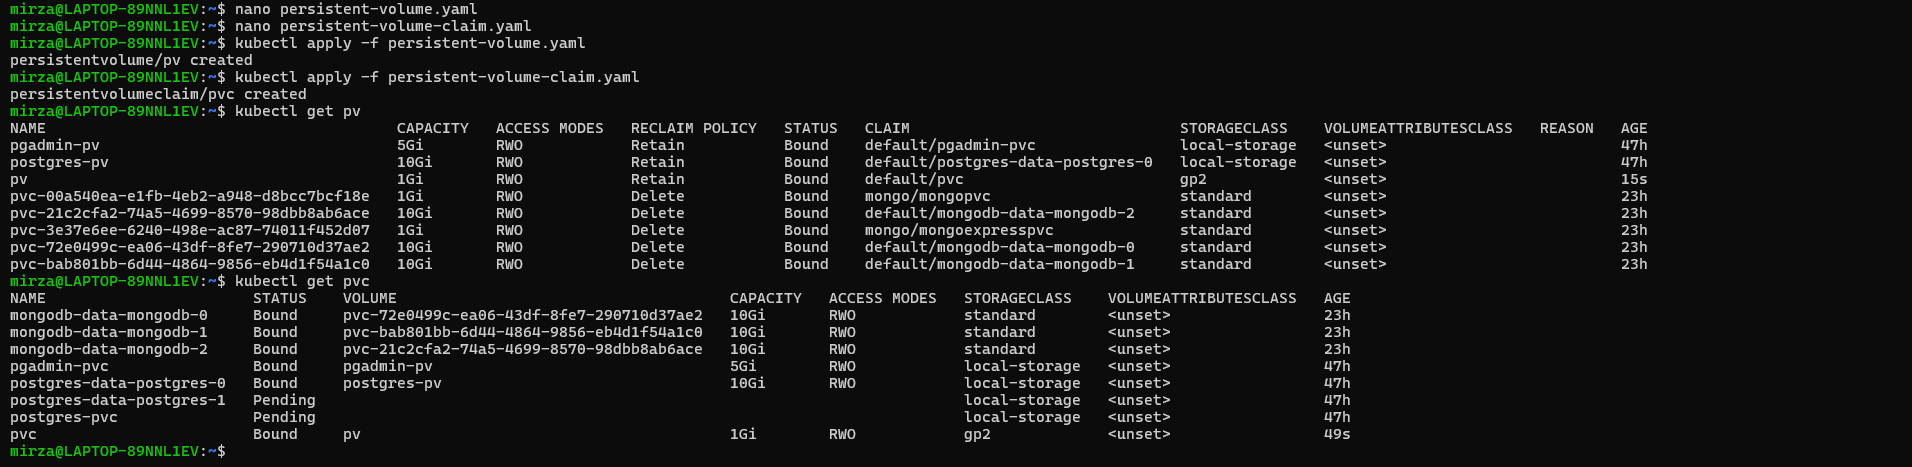 mirza@LAPTOP-89NNL1EV:~$ nano persistent-volume.yaml
mirza@LAPTOP-89NNL1EV:~$ nano persistent-volume-claim.yaml
mirza@LAPTOP-89NNL1EV:~$ kubectl apply -f persistent-volume.yaml
persistentvolume/pv created
mirza@LAPTOP-89NNL1EV:~$ kubectl apply -f persistent-volume-claim.yaml
persistentvolumeclaim/pvc created
mirza@LAPTOP-89NNL1EV:~$ kubectl get pv
NAME                                       CAPACITY   ACCESS MODES   RECLAIM POLICY   STATUS   CLAIM                              STORAGECLASS    VOLUMEATTRIBUTESCLASS   REASON   AGE
pgadmin-pv                                 5Gi        RWO            Retain           Bound    default/pgadmin-pvc                local-storage   <unset>                          47h
postgres-pv                                10Gi       RWO            Retain           Bound    default/postgres-data-postgres-0   local-storage   <unset>                          47h
pv                                         1Gi        RWO            Retain           Bound    default/pvc                        gp2             <unset>                          15s
pvc-00a540ea-e1fb-4eb2-a948-d8bcc7bcf18e   1Gi        RWO            Delete           Bound    mongo/mongopvc                     standard        <unset>                          23h
pvc-21c2cfa2-74a5-4699-8570-98dbb8ab6ace   10Gi       RWO            Delete           Bound    default/mongodb-data-mongodb-2     standard        <unset>                          23h
pvc-3e37e6ee-6240-498e-ac87-74011f452d07   1Gi        RWO            Delete           Bound    mongo/mongoexpresspvc              standard        <unset>                          23h
pvc-72e0499c-ea06-43df-8fe7-290710d37ae2   10Gi       RWO            Delete           Bound    default/mongodb-data-mongodb-0     standard        <unset>                          23h
pvc-bab801bb-6d44-4864-9856-eb4d1f54a1c0   10Gi       RWO            Delete           Bound    default/mongodb-data-mongodb-1     standard        <unset>                          23h
mirza@LAPTOP-89NNL1EV:~$ kubectl get pvc
NAME                       STATUS    VOLUME                                     CAPACITY   ACCESS MODES   STORAGECLASS    VOLUMEATTRIBUTESCLASS   AGE
mongodb-data-mongodb-0     Bound     pvc-72e0499c-ea06-43df-8fe7-290710d37ae2   10Gi       RWO            standard        <unset>                 23h
mongodb-data-mongodb-1     Bound     pvc-bab801bb-6d44-4864-9856-eb4d1f54a1c0   10Gi       RWO            standard        <unset>                 23h
mongodb-data-mongodb-2     Bound     pvc-21c2cfa2-74a5-4699-8570-98dbb8ab6ace   10Gi       RWO            standard        <unset>                 23h
pgadmin-pvc                Bound     pgadmin-pv                                 5Gi        RWO            local-storage   <unset>                 47h
postgres-data-postgres-0   Bound     postgres-pv                                10Gi       RWO            local-storage   <unset>                 47h
postgres-data-postgres-1   Pending                                                                        local-storage   <unset>                 47h
postgres-pvc               Pending                                                                        local-storage   <unset>                 47h
pvc                        Bound     pv                                         1Gi        RWO            gp2             <unset>                 49s
mirza@LAPTOP-89NNL1EV:~$